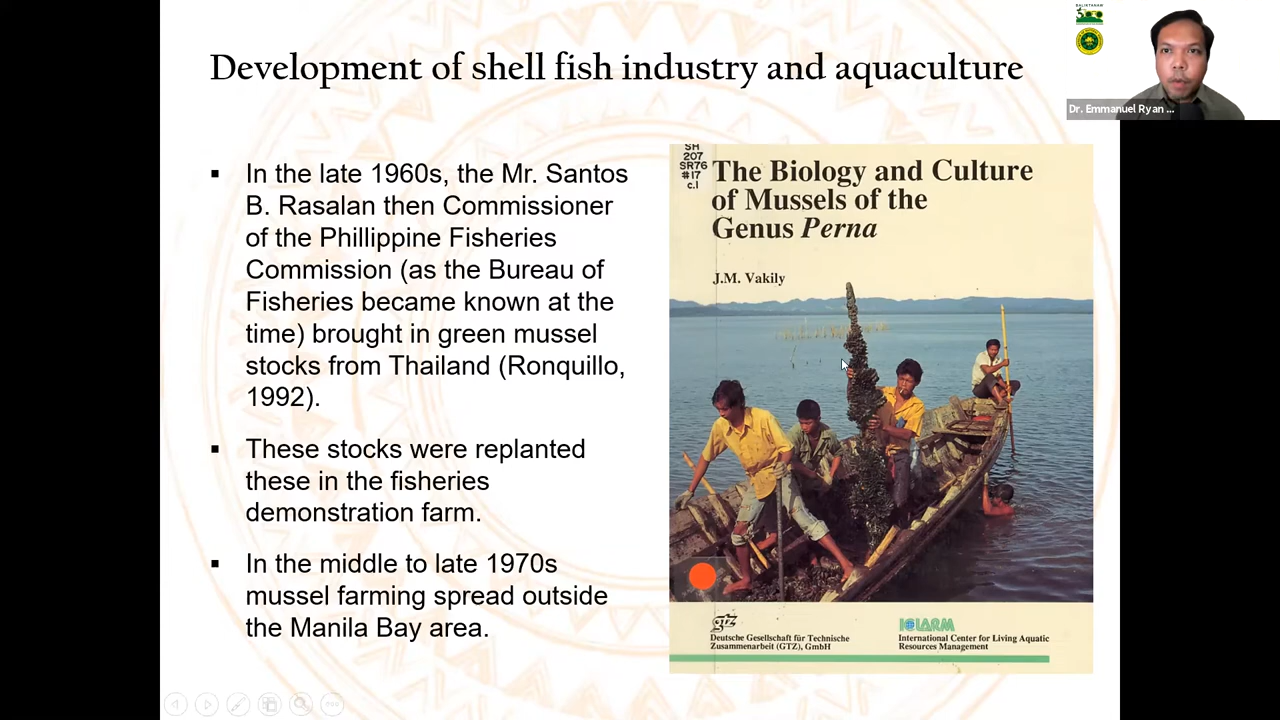 Development of shell fish industry and aquaculture
Dr. Emmanuel Ryan ...
▪ In the late 1960s, the Mr. Santos
B. Rasalan then Commissioner
of the Phillippine Fisheries
Commission (as the Bureau of
Fisheries became known at the
time) brought in green mussel
stocks from Thailand (Ronquillo,
1992).
▪ These stocks were replanted
these in the fisheries
demonstration farm.
▪ In the middle to late 1970s
mussel farming spread outside
the Manila Bay area.
SH
207
SR76
#17
c.1
The Biology and Culture
of Mussels of the
Genus Perna
J.M. Vakily
gtz
Deutsche Gesellschaft für Technische
Zusammenarbeit (GTZ), GmbH
ICLARM
International Center for Living Aquatic
Resources Management